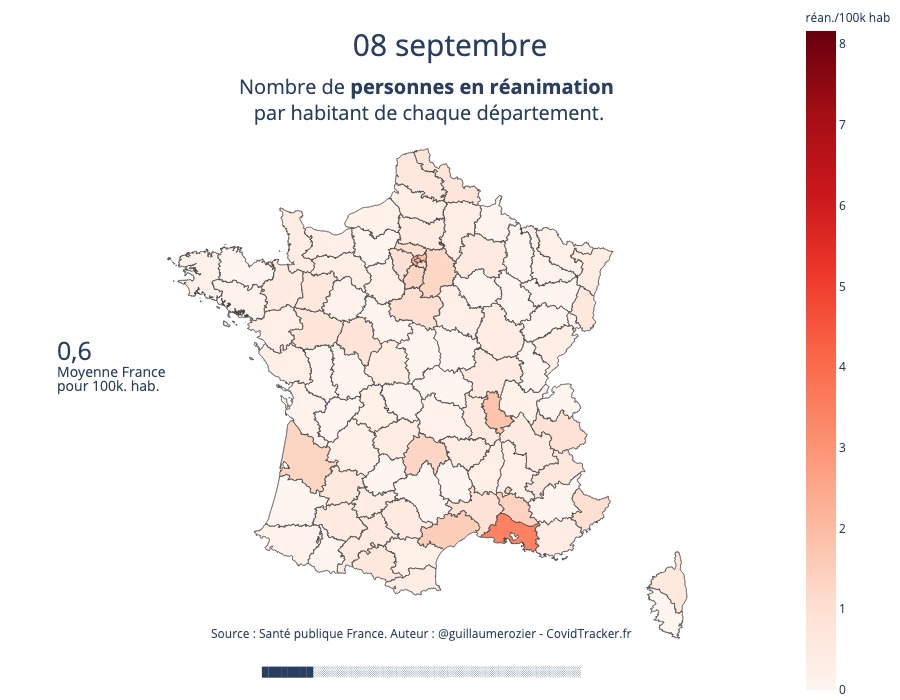 réan./100k hab
08 septembre
Nombre de personnes en réanimation
par habitant de chaque département.
8
7
6
5
4
3
2
1
0
0,6
Moyenne France
pour 100k. hab.
Source : Santé publique France. Auteur : @guillaumerozier - CovidTracker.fr